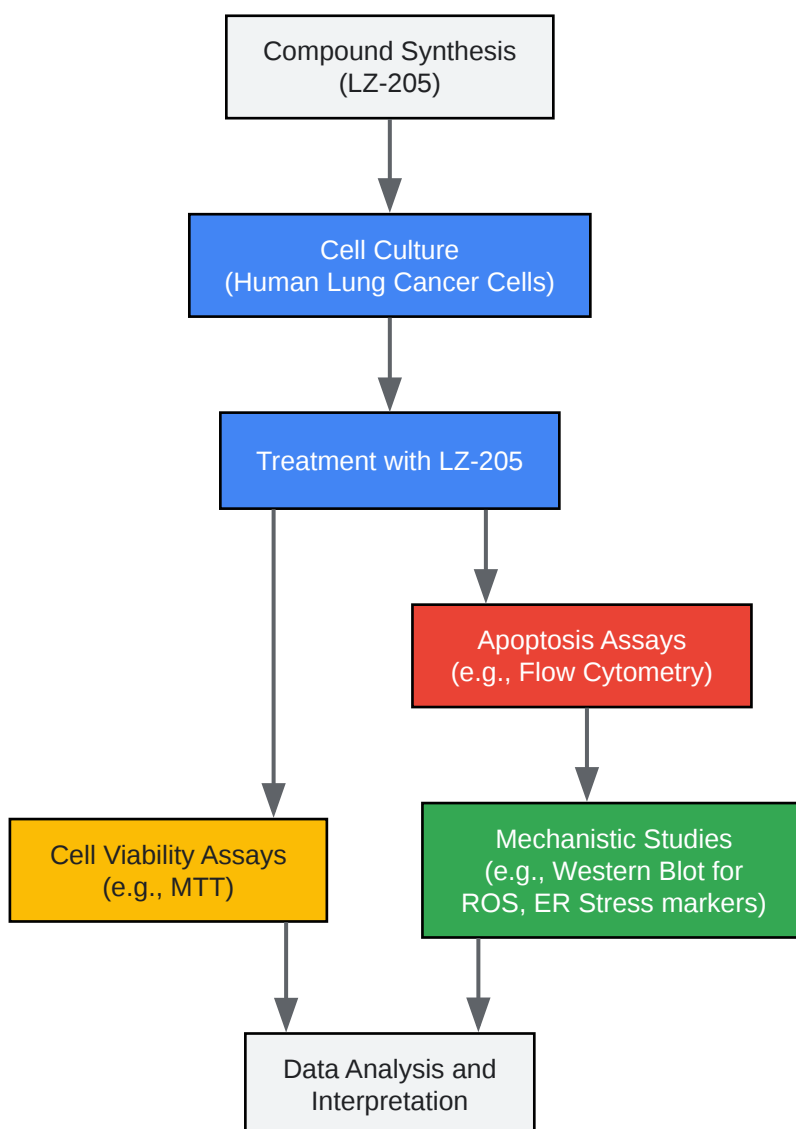 Compound Synthesis
(LZ-205)
Cell Culture
(Human Lung Cancer Cells)
Treatment with LZ-205
Apoptosis Assays
(e.g., Flow Cytometry)
Cell Viability Assays
(e.g., MTT)
Mechanistic Studies
(e.g., Western Blot for
ROS, ER Stress markers)
Data Analysis and
Interpretation